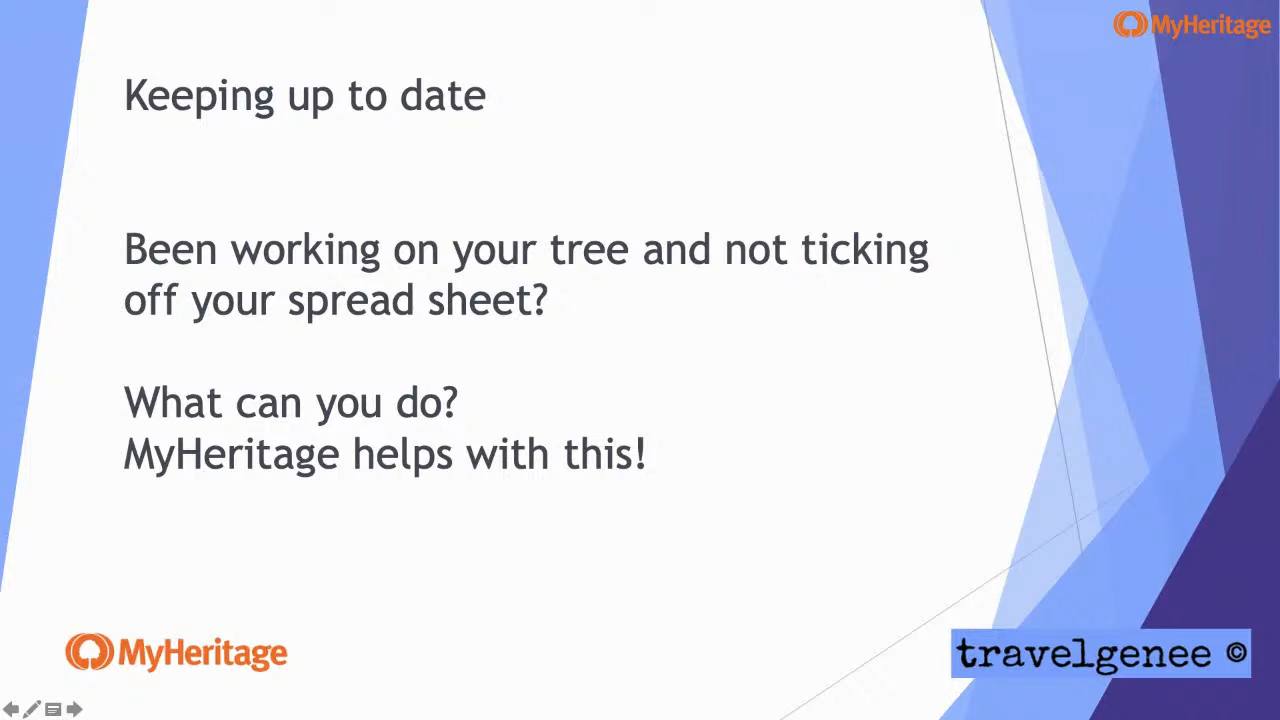 MyHeritage
Keeping up to date
Been working on your tree and not ticking
off your spread sheet?
What can you do?
MyHeritage helps with this!
MyHeritage
travelgenee ©